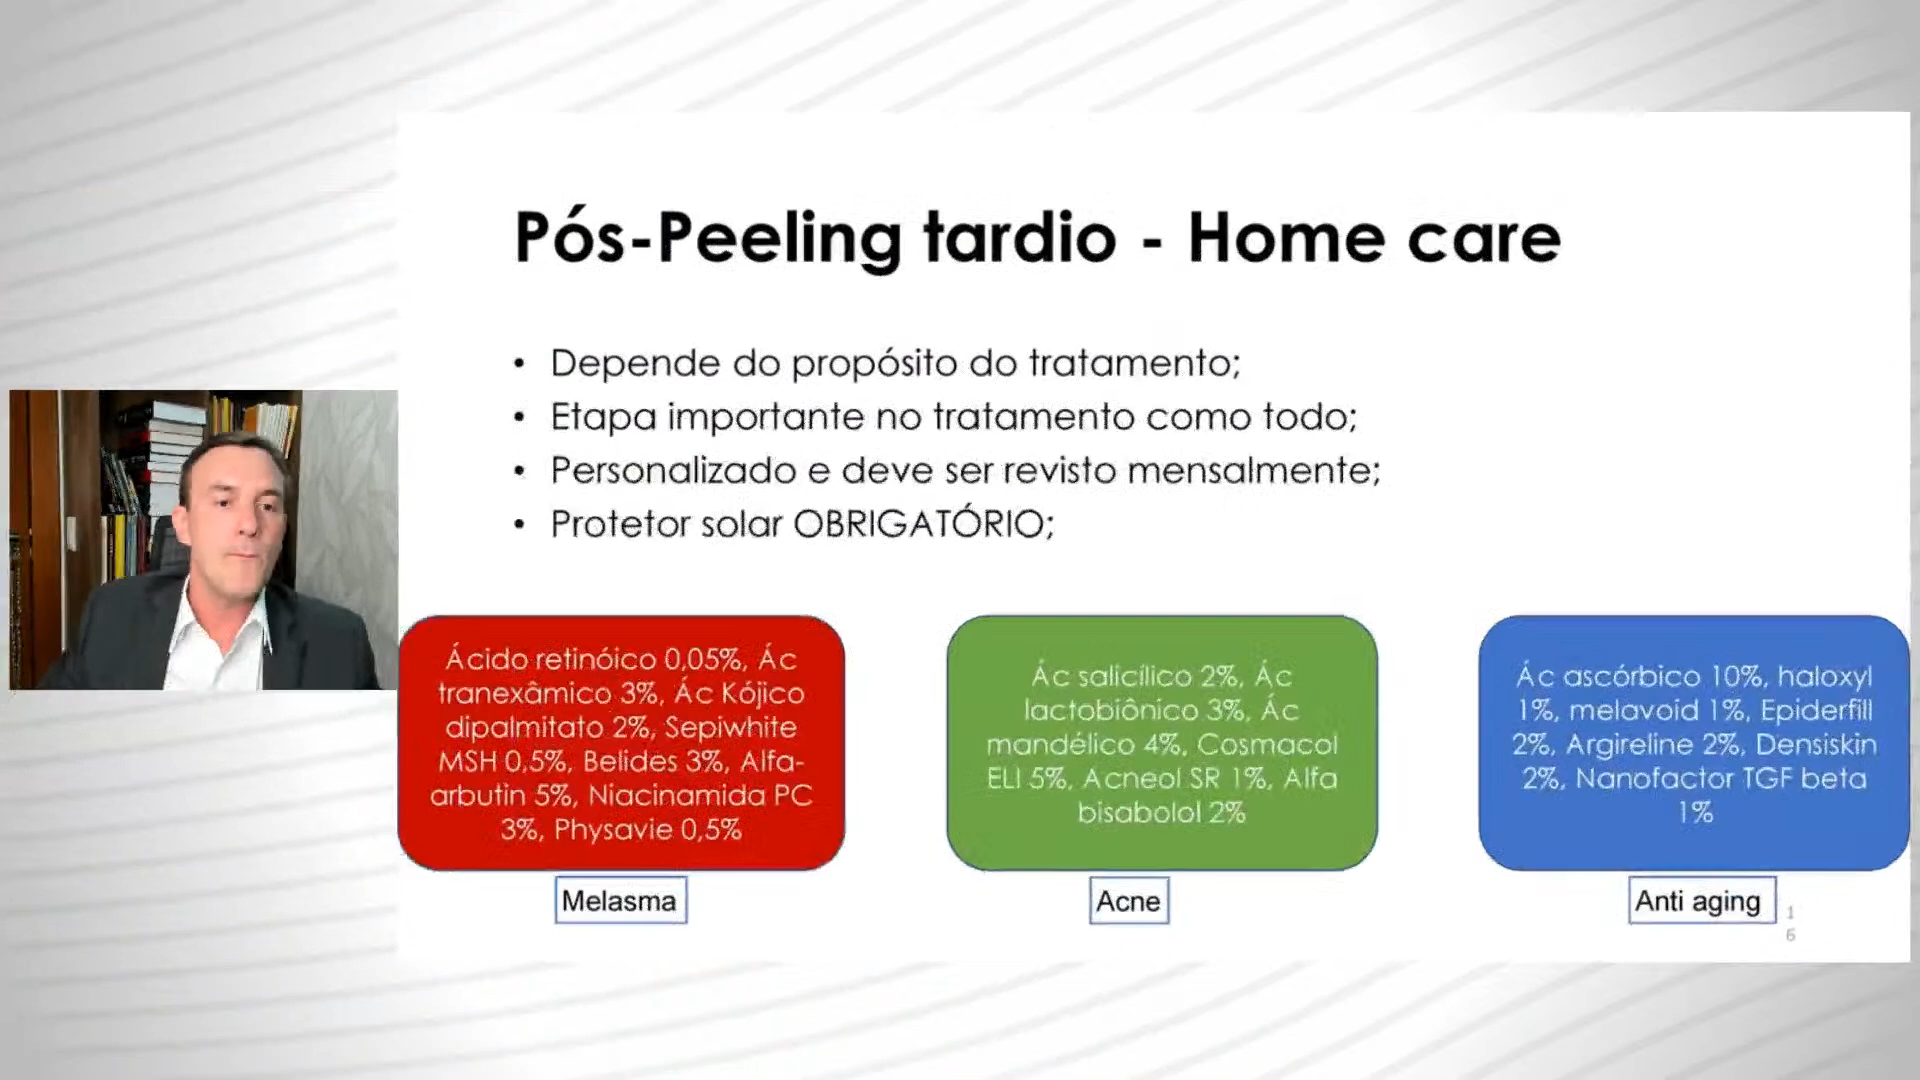 Pós-Peeling tardio - Home care
• Depende do propósito do tratamento;
• Etapa importante no tratamento como todo;
• Personalizado e deve ser revisto mensalmente;
• Protetor solar OBRIGATÓRIO;
Ácido retinóico 0,05%, Ác
tranexâmico 3%, Ác Kójico
dipalmitato 2%, Sepiwhite
MSH 0,5%, Belides 3%, Alfa-
arbutin 5%, Niacinamida PC
3%, Physavie 0,5%
Melasma
Ác salicílico 2%, Ác
lactobiônico 3%, Ác
mandélico 4%, Cosmacol
ELI 5%, Acneol SR 1%, Alfa
bisabolol 2%
Acne
Ác ascórbico 10%, haloxyl
1%, melavoid 1%, Epiderfill
2%, Argireline 2%, Densiskin
2%, Nanofactor TGF beta
1%
Anti aging
1
6